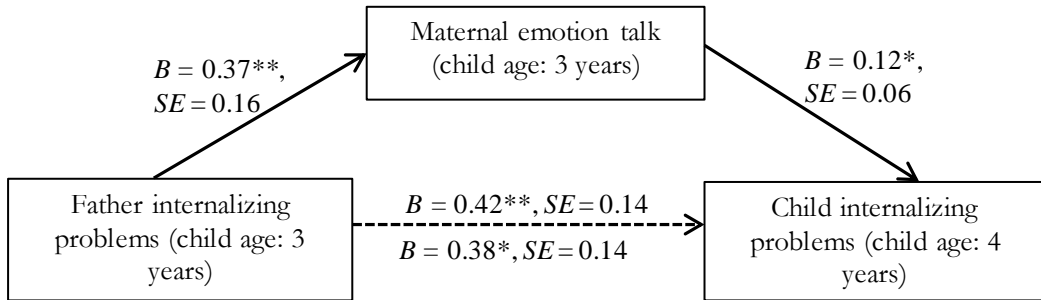 Maternal emotion talk
(child age: 3 years)
B = 0.37**,
SE = 0.16
B = 0.12*,
SE = 0.06
Father internalizing
problems (child age: 3
years)
B = 0.42**, SE = 0.14
B = 0.38*, SE = 0.14
Child internalizing
problems (child age: 4
years)